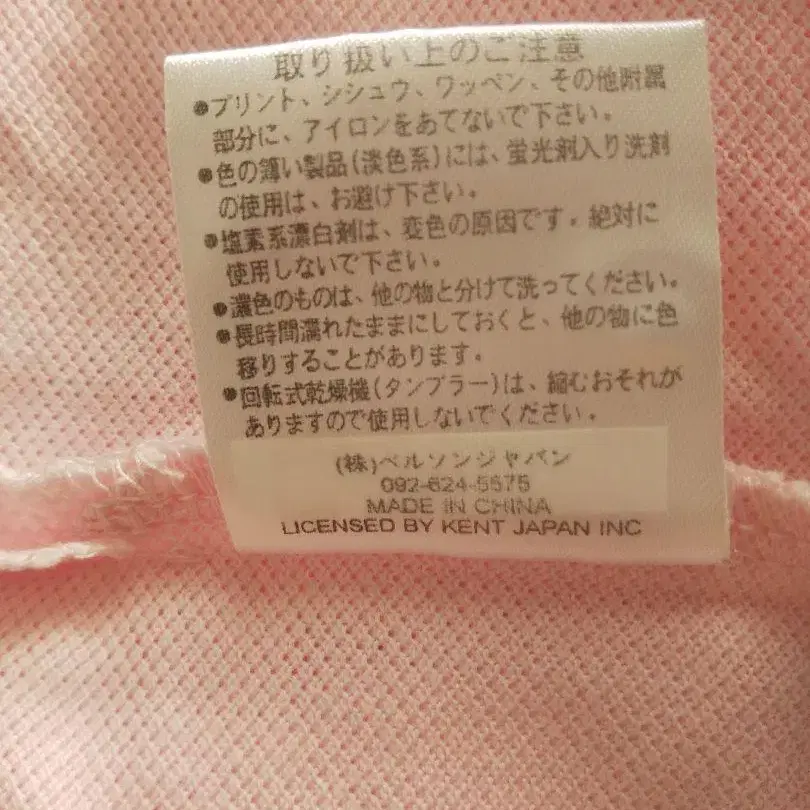 取り扱い上のご注意
●プリント、シシュウ、ワッペン、その他附属
部分に、アイロンをあてないで下さい。
●色の薄い製品(淡色系)には、蛍光剤入り洗剤
の使用は、お避け下さい。
●塩素系漂白剤は、変色の原因です。絶対に
使用しないで下さい。
●濃色のものは、他の物と分けて洗ってください。
●長時間濡れたままにしておくと、他の物に色
移りすることがあります。
●回転式乾燥機(タンブラー)は、縮むおそれが
ありますので使用しないでください。
(株)ベルソンジャパン
092-624-5575
MADE IN CHINA
LICENSED BY KENT JAPAN INC